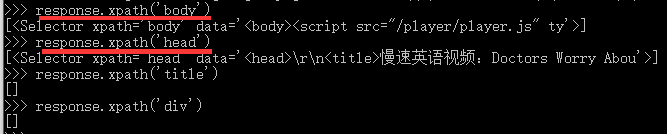 >>> response.xpath('body')
[<Selector xpath='body' data='<body><script src="/player/player.js" ty'>]
>>> response.xpath('head')
[<Selector xpath='head' data='<head>\r\n<title>慢速英语视频：Doctors Worry Abou'>]
>>> response.xpath('title')
[]
>>> response.xpath('div')
[]
>>>